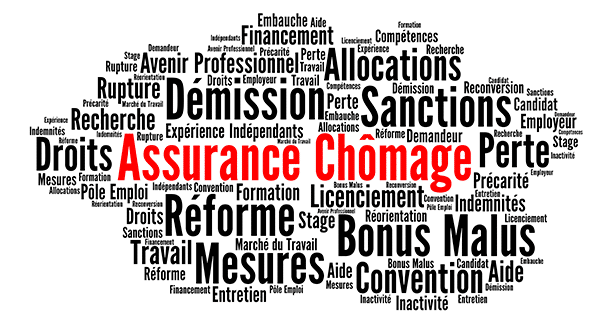 Embauche Aide Formation
Indépendants Financement Licenciement Compétences
Demandeur Avenir Professionnel Précarité Perte Expérience Recherche
Stage Avenir Professionnel Travail Allocations
Rupture Réorientation Droits Employeur Travail Compétences Candidat
Rupture Démission Perte Démission Reconversion Sanctions
Précarité Marché du Travail Embauche Sanctions Candidat
Expérience Recherche Expérience Indépendants Allocations Réforme Demandeur Recherche Employeur Demandeur
Indemnités Indemnités Rupture Marché du Travail Compétences
Réforme Stage
Droits Assurance Chômage Perte Inactivité
Mesures Formation Indépendants Convention Formation Bonus Malus Reconversion Précarité Employeur
Allocations Pôle Emploi Licenciement Convention Entretien Indemnités
Réorientation Reconversion Avenir Professionnel Pôle Emploi
Droits Réforme Stage Réorientation Licenciement
Sanctions Financement Marché du Travail Bonus Malus
Travail Mesures Aide Bonus Malus Candidat Aide Embauche
Réforme Mesures Convention Démission
Financement Entretien Pôle Emploi Inactivité Inactivité Entretien